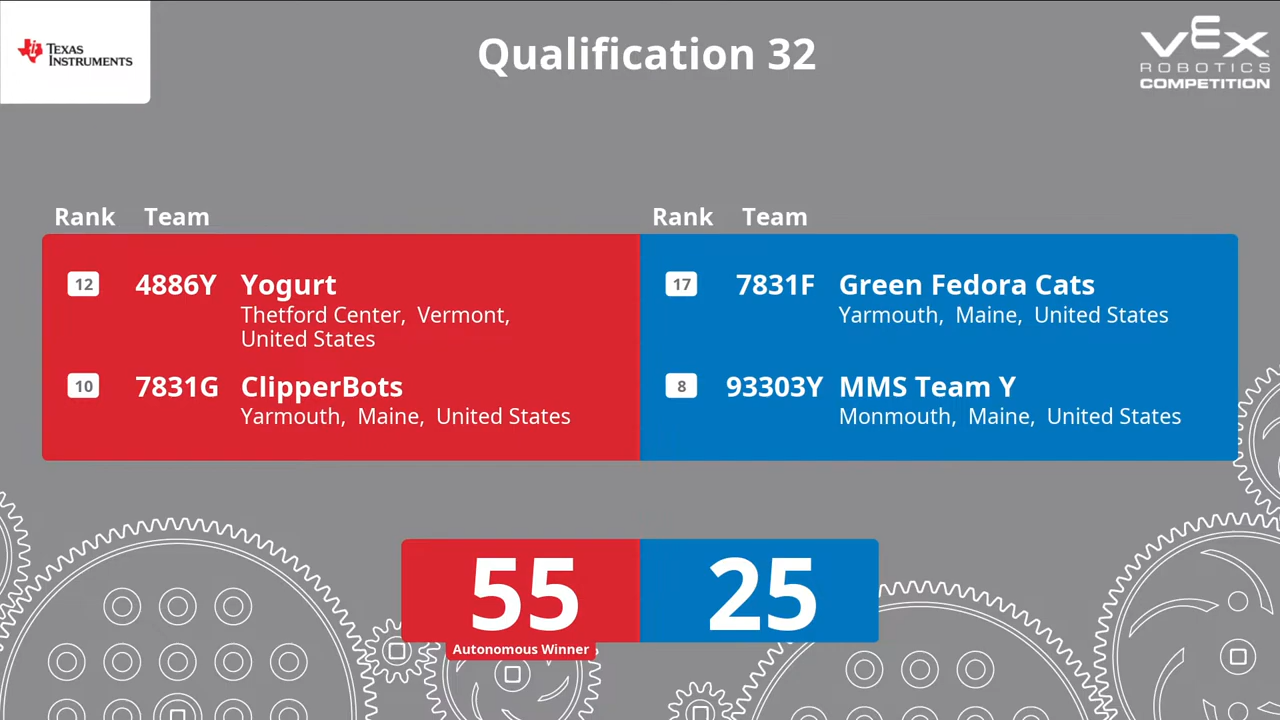 TEXAS
INSTRUMENTS
Qualification 32
VEX
ROBOTICS
COMPETITION
Rank Team
12 4886Y Yogurt
Thetford Center, Vermont,
United States
10 7831G ClipperBots
Yarmouth, Maine, United States
Rank Team
17 7831F Green Fedora Cats
Yarmouth, Maine, United States
8 93303Y MMS Team Y
Monmouth, Maine, United States
55 25
Autonomous Winner